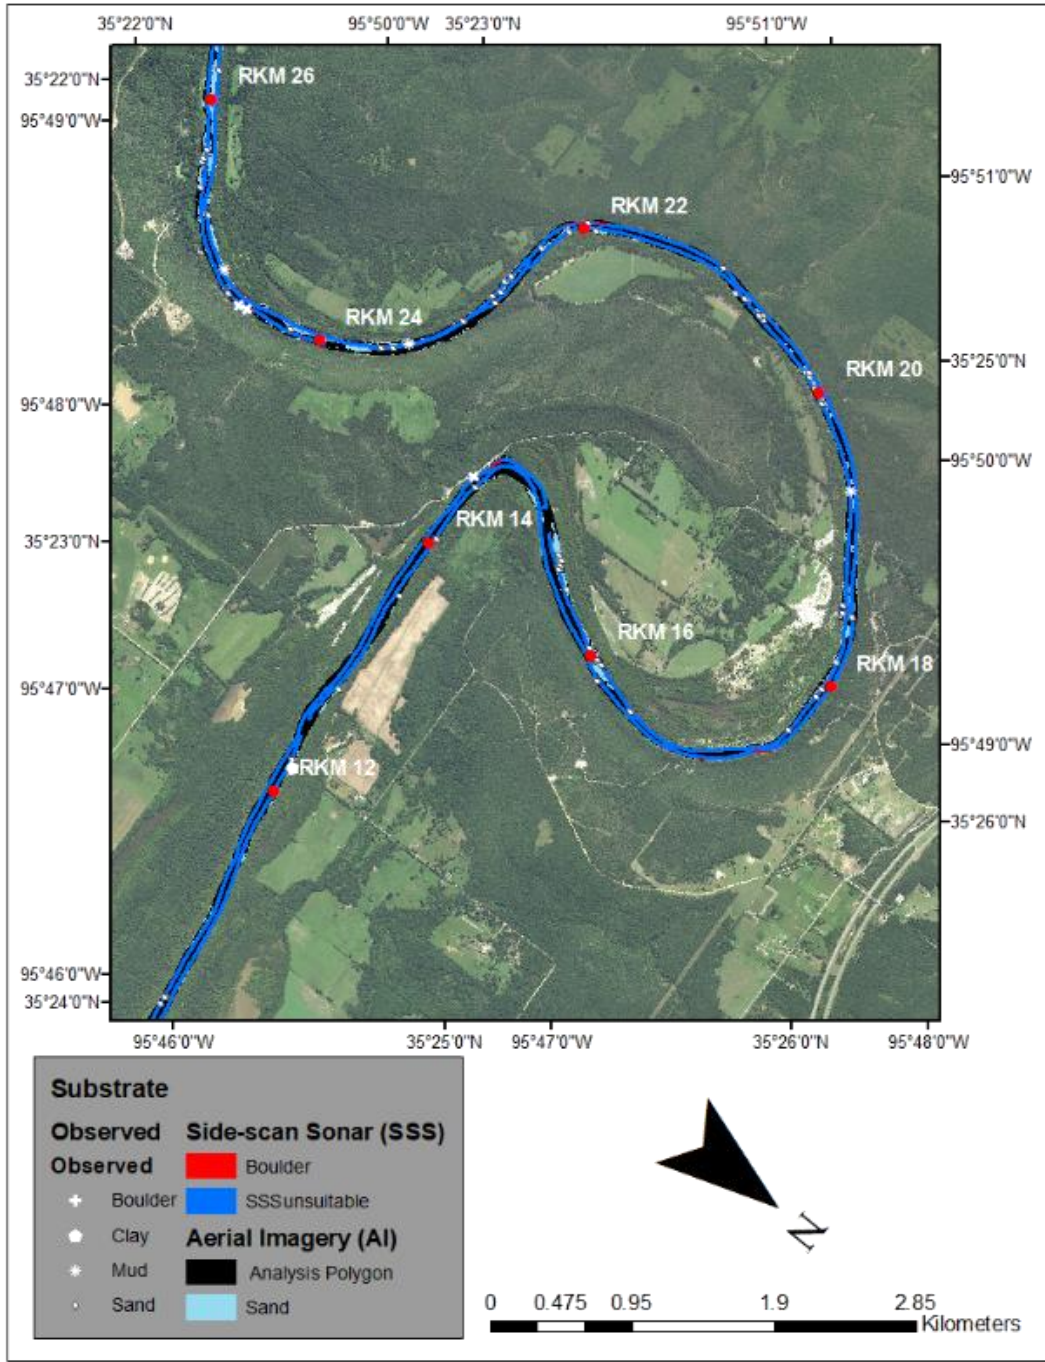 35°22'0"N 95°50'0"W 35°23'0"N 95°51'0"W
35°22'0"N
95°49'0"W
95°48'0"W
35°23'0"N
95°47'0"W
95°46'0"W
35°24'0"N
RKM 26
RKM 22
RKM 24
RKM 20
RKM 14
RKM 16
RKM 18
RKM 12
95°51'0"W
35°25'0"N
95°50'0"W
95°49'0"W
35°26'0"N
95°46'0"W 35°25'0"N 95°47'0"W 35°26'0"N 95°48'0"W
Substrate
Observed Side-scan Sonar (SSS)
Observed Boulder
Boulder SSSunsuitable
Clay Aerial Imagery (AI)
Mud Analysis Polygon
Sand Sand
N
0 0.475 0.95 1.9 2.85
Kilometers